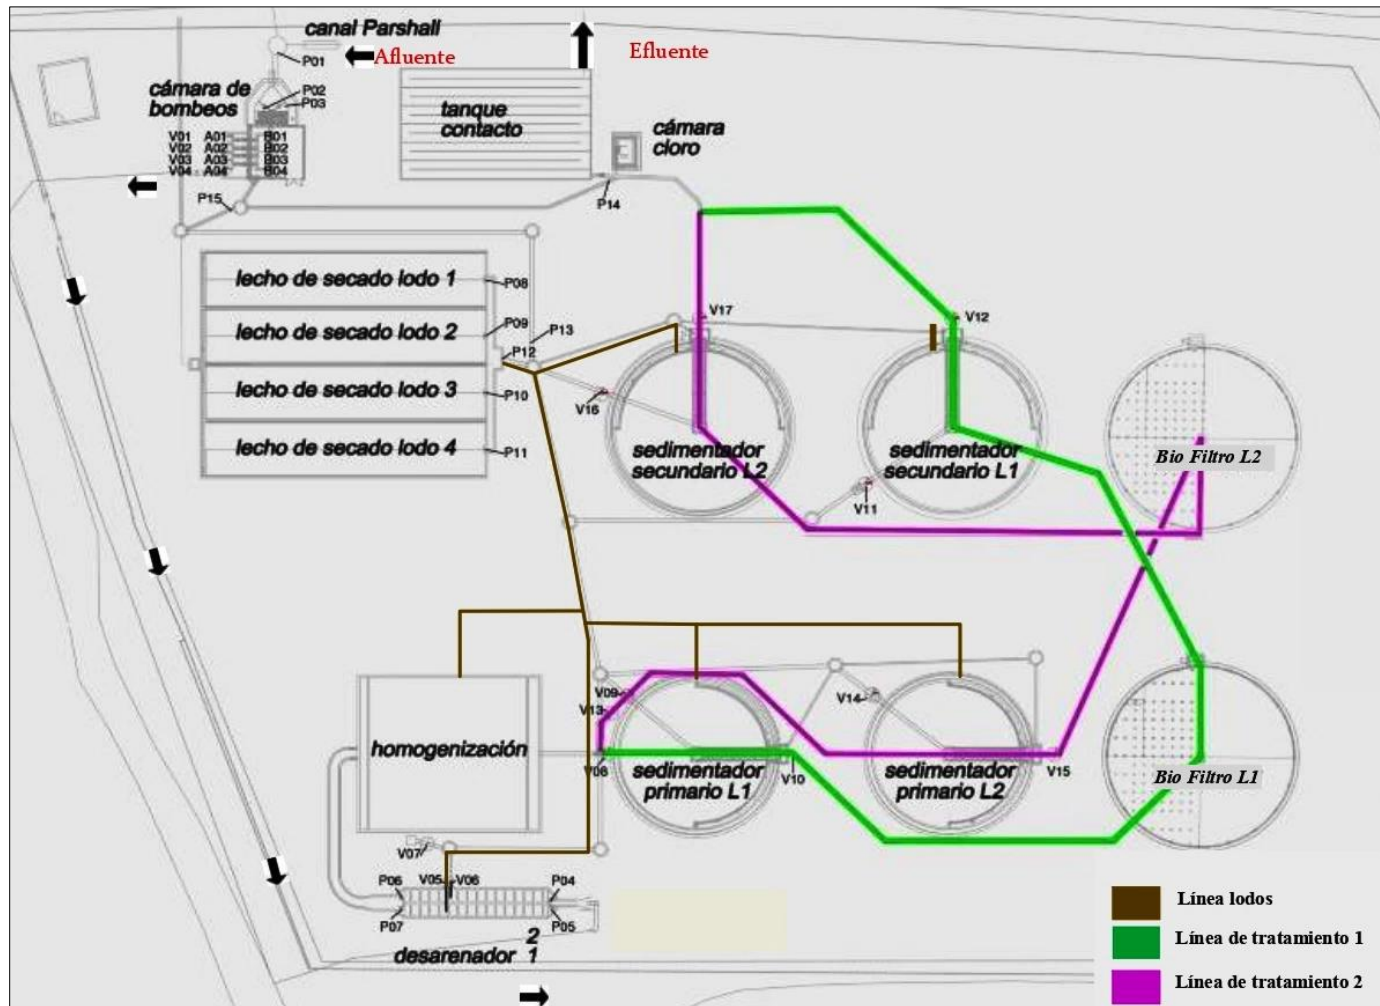 canal Parshall
Afluente
Efluente
P01
cámara de
bombeos
P02
P03
tanque
contacto
cámara
cloro
V01 A01 B01
V02 A02 B02
V03 A03 B03
V04 A04 B04
P15
P14
lecho de secado lodo 1
P08
lecho de secado lodo 2
P09
P13
P12
lecho de secado lodo 3
P10
lecho de secado lodo 4
P11
V17
V12
V16
V11
sedimentador
secundario L2
sedimentador
secundario L1
Bio Filtro L2
V09
V13
V14
homogenización
V06
sedimentador
primario L1
V10
sedimentador
primario L2
V15
Bio Filtro L1
V07
P06
V05
V06
P04
P07
P05
desarenador
2
1
Línea lodos
Línea de tratamiento 1
Línea de tratamiento 2